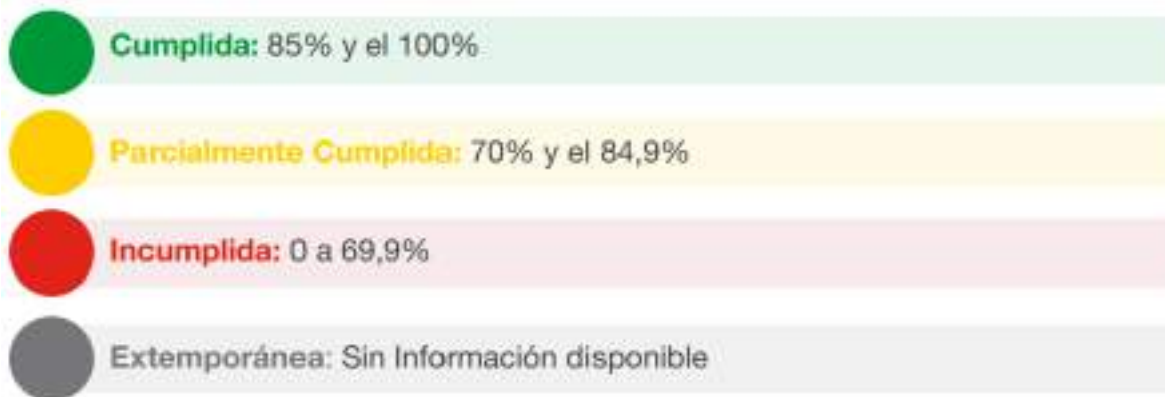 Cumplida: 85% y el 100%
Parcialmente Cumplida: 70% y el 84,9%
Incumplida: 0 a 69,9%
Extemporánea: Sin Información disponible